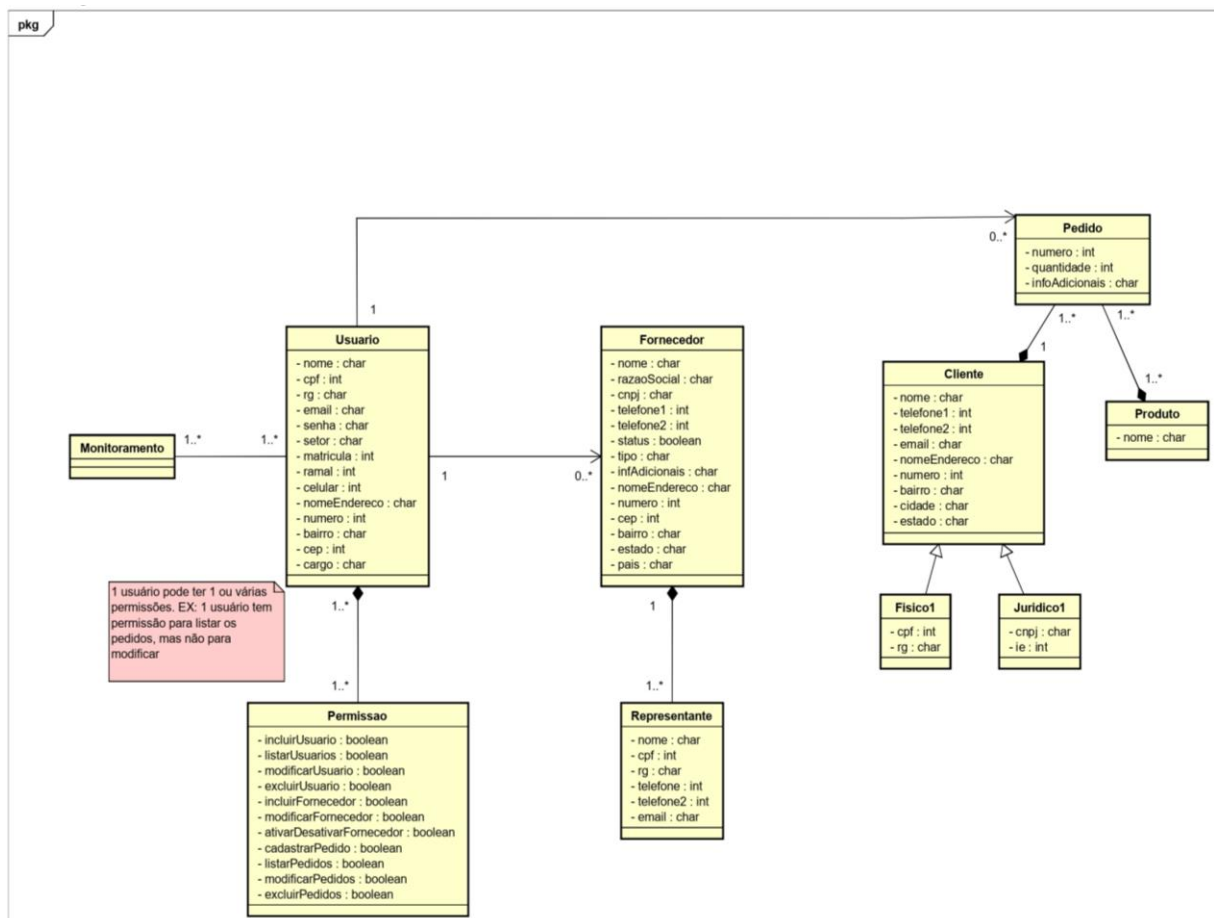 pkg
Pedido
- numero : int
- quantidade : int
- infoAdicionais : char
0..*
1
1..*
1..*
1
1..*
Usuario
- nome : char
- cpf : int
- rg : char
- email : char
- senha : char
- setor : char
- matricula : int
- ramal : int
- celular : int
- nomeEndereco : char
- numero : int
- bairro : char
- cep : int
- cargo : char
Fornecedor
- nome : char
- razaoSocial : char
- cnpj : char
- telefone1 : int
- telefone2 : int
- status : boolean
- tipo : char
- infAdicionais : char
- nomeEndereco : char
- numero : int
- cep : int
- bairro : char
- estado : char
- pais : char
Cliente
- nome : char
- telefone1 : int
- telefone2 : int
- email : char
- nomeEndereco : char
- numero : int
- bairro : char
- cidade : char
- estado : char
Produto
- nome : char
Monitoramento
1..*
1..*
1
0..*
1 usuário pode ter 1 ou várias
permissões. EX: 1 usuário tem
permissão para listar os
pedidos, mas não para
modificar
1..*
1
Fisico1
- cpf : int
- rg : char
Juridico1
- cnpj : char
- ie : int
1..*
1..*
Permissao
- incluirUsuario : boolean
- listarUsuarios : boolean
- modificarUsuario : boolean
- excluirUsuario : boolean
- incluirFornecedor : boolean
- modificarFornecedor : boolean
- ativarDesativarFornecedor : boolean
- cadastrarPedido : boolean
- listarPedidos : boolean
- modificarPedidos : boolean
- excluirPedidos : boolean
Representante
- nome : char
- cpf : int
- rg : char
- telefone : int
- telefone2 : int
- email : char